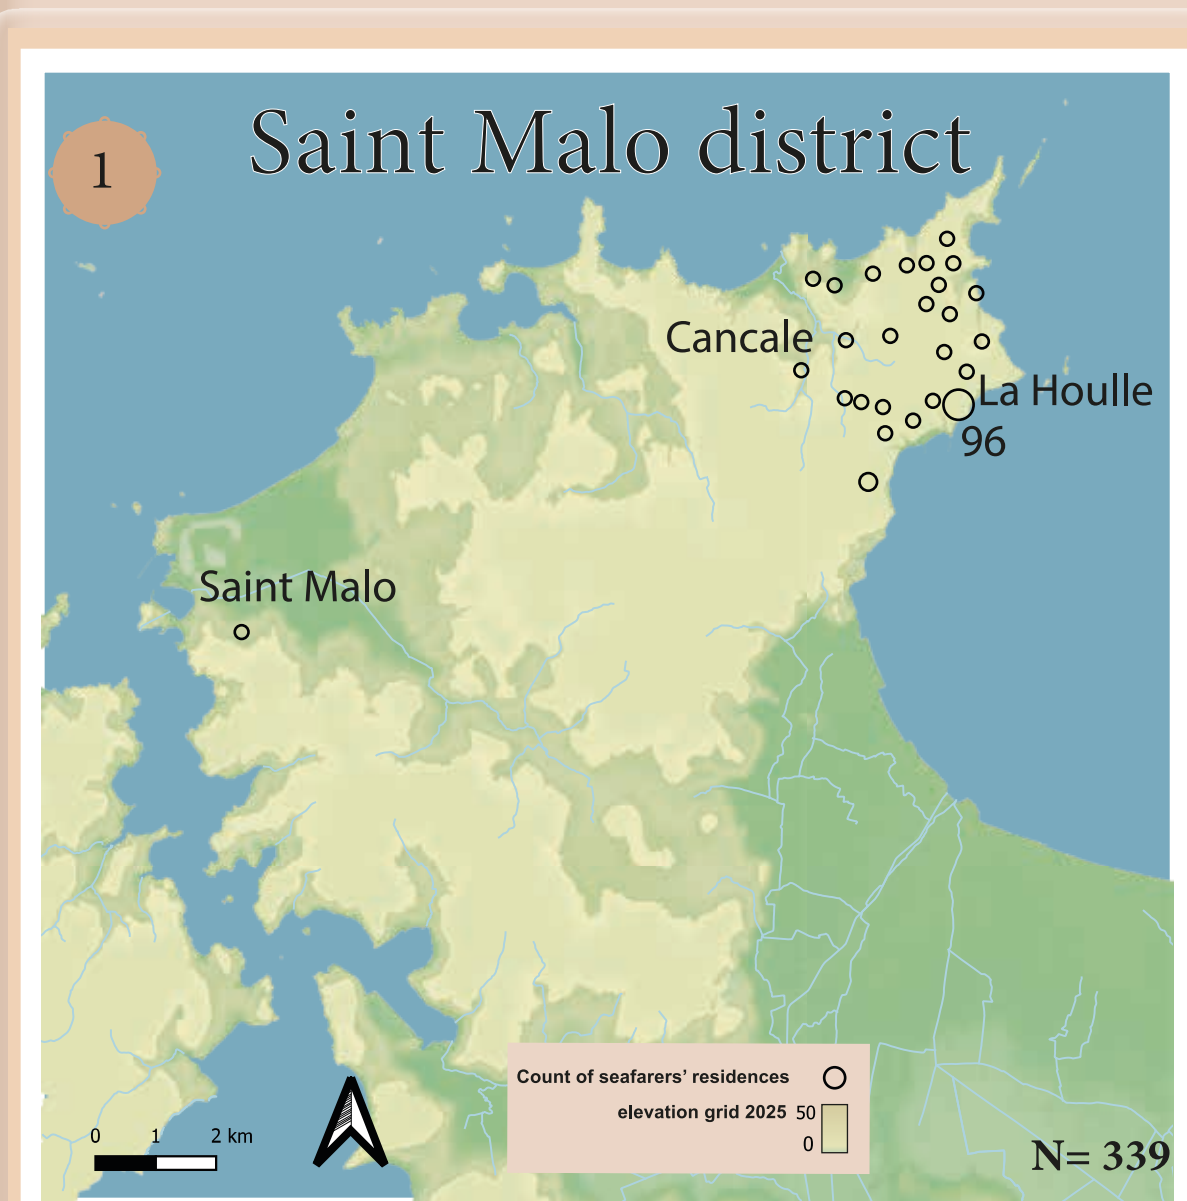 1
Saint Malo district
Cancale
La Houlle
96
Saint Malo
Count of seafarers’ residences
elevation grid 2025 50
0
0 1 2 km
N= 339